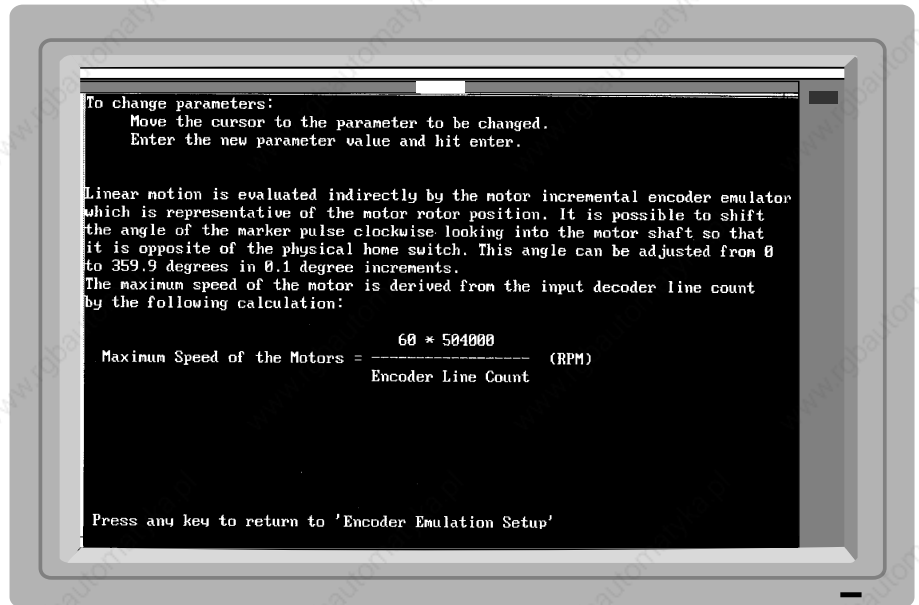 To change parameters:
Move the cursor to the parameter to be changed.
Enter the new parameter value and hit enter.
Linear motion is evaluated indirectly by the motor incremental encoder emulator
which is representative of the motor rotor position. It is possible to shift
the angle of the marker pulse clockwise looking into the motor shaft so that
it is opposite of the physical home switch. This angle can be adjusted from 0
to 359.9 degrees in 0.1 degree increments.
The maximum speed of the motor is derived from the input decoder line count
by the following calculation:
60 * 504000
Maximum Speed of the Motors = ------------------ (RPM)
Encoder Line Count
Press any key to return to 'Encoder Emulation Setup'